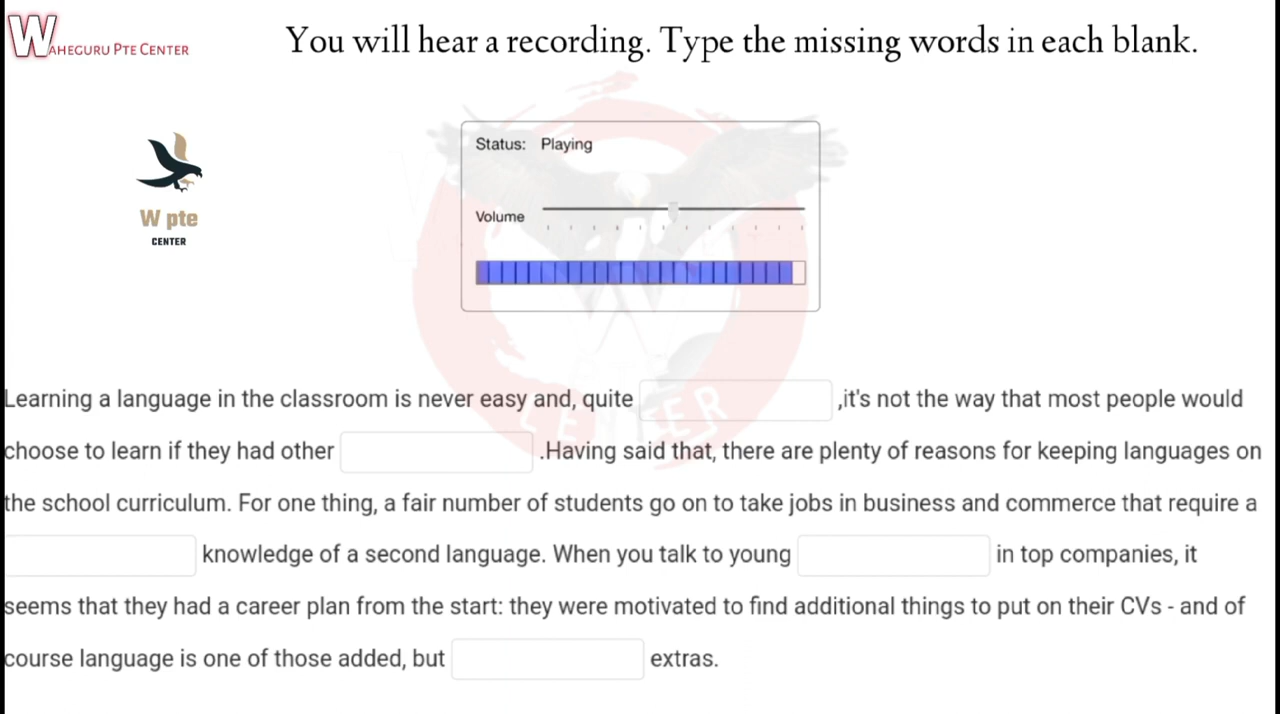 WAHEGURU PTE CENTER
You will hear a recording. Type the missing words in each blank.
Status: Playing
W pte
CENTER
Volume
CENTER
Learning a language in the classroom is never easy and, quite ,it's not the way that most people would
choose to learn if they had other .Having said that, there are plenty of reasons for keeping languages on
the school curriculum. For one thing, a fair number of students go on to take jobs in business and commerce that require a
knowledge of a second language. When you talk to young in top companies, it
seems that they had a career plan from the start: they were motivated to find additional things to put on their CVs - and of
course language is one of those added, but extras.